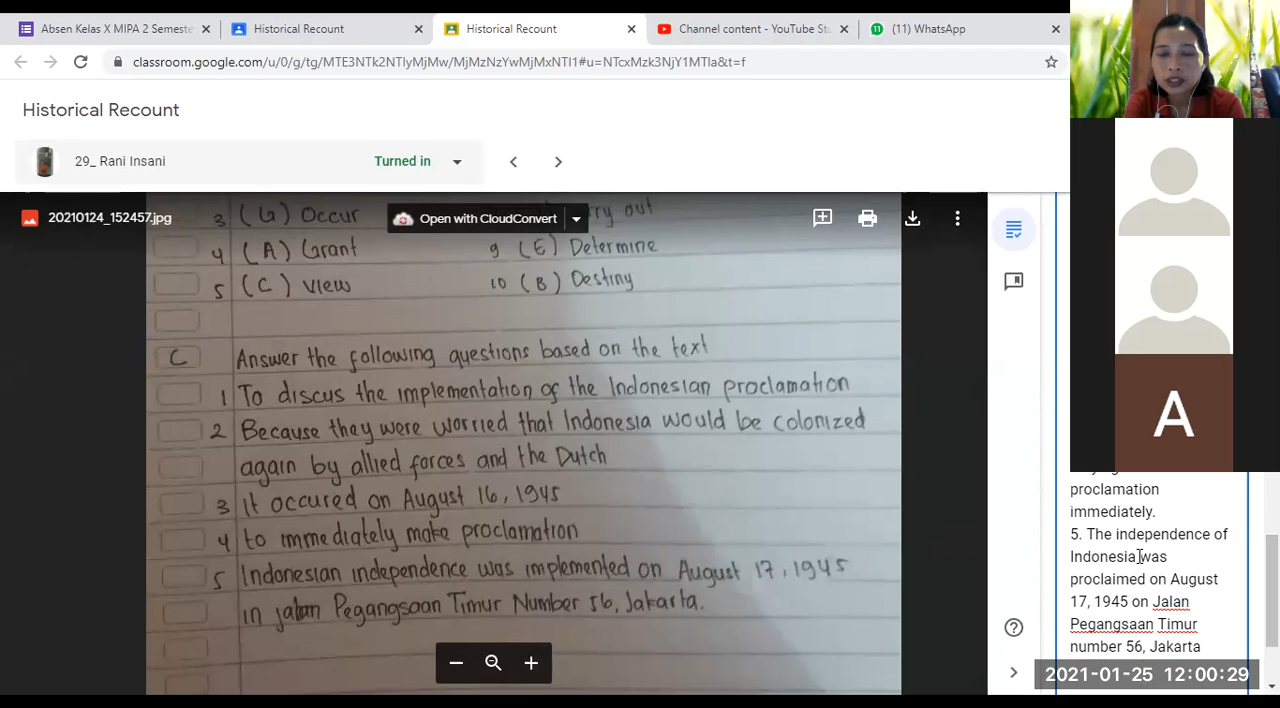 Absen Kelas X MIPA 2 Semeste
Historical Recount
Historical Recount
Channel content - YouTube Stu
(11) WhatsApp
classroom.google.com/u/0/g/tg/MTE3NTk2NTIyMjMw/MjMzNzYwMjMxNTI1#u=NTcxMzk3NjY1MTIa&t=f
Historical Recount
29_ Rani Insani
Turned in
20210124_152457.jpg
Open with CloudConvert
3 (G) Occur
ry out
4 (A) Grant
9 (E) Determine
5 (C) View
10 (B) Destiny
C Answer the following questions based on the text
1 To discus the implementation of the Indonesian proclamation
2 Because they were worried that Indonesia would be colonized
again by allied forces and the Dutch
3 It occured on August 16, 1945
4 to immediately make proclamation
5 Indonesian independence was implemented on August 17, 1945
in jalan Pegangsaan Timur Number 56, Jakarta.
A
proclamation
immediately.
5. The independence of
Indonesia was
proclaimed on August
17, 1945 on Jalan
Pegangsaan Timur
number 56, Jakarta
2021-01-25 12:00:29